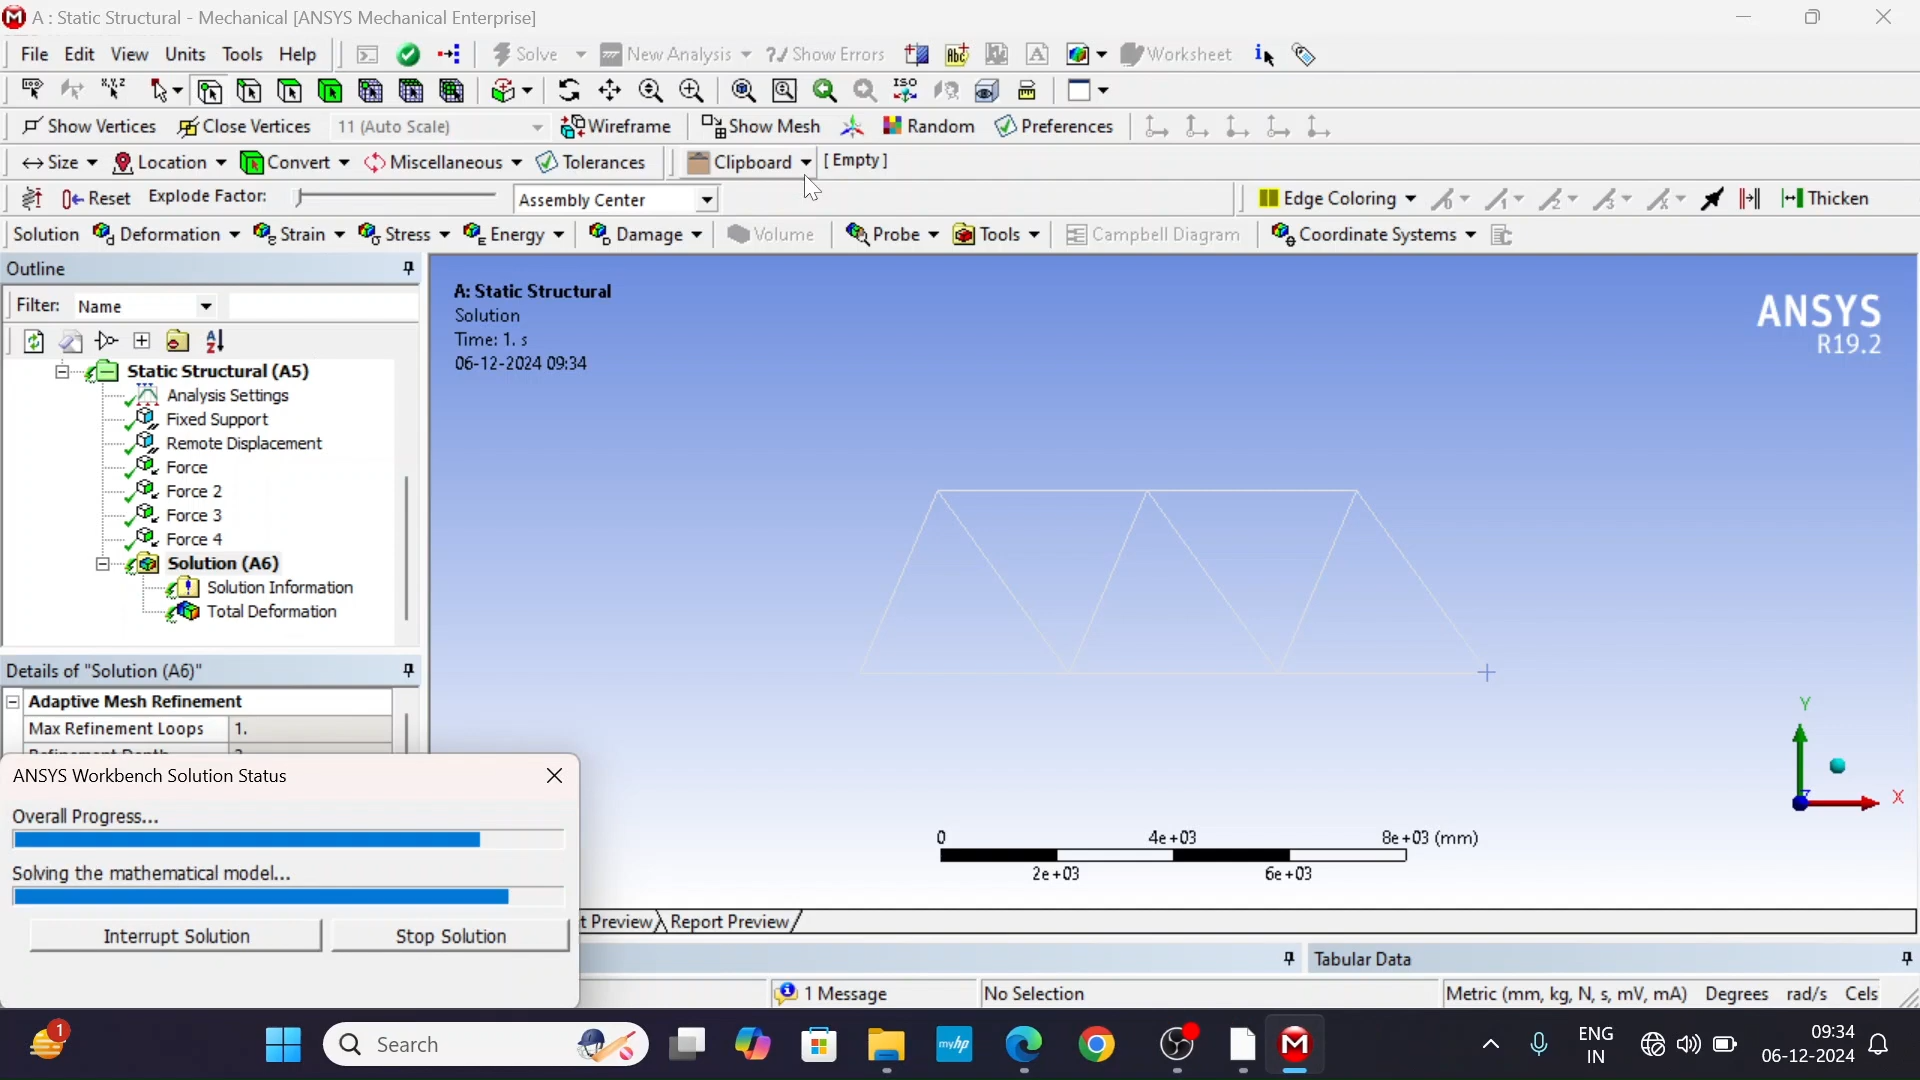 A : Static Structural - Mechanical [ANSYS Mechanical Enterprise]
File Edit View Units Tools Help Solve New Analysis ?/ Show Errors Worksheet
Show Vertices Close Vertices 11 (Auto Scale) Wireframe Show Mesh Random Preferences
Size Location Convert Miscellaneous Tolerances Clipboard [ Empty ]
Reset Explode Factor: Assembly Center Edge Coloring Thicken
Solution Deformation Strain Stress Energy Damage Volume Probe Tools Campbell Diagram Coordinate Systems
Outline
Filter: Name
Static Structural (A5)
Analysis Settings
Fixed Support
Remote Displacement
Force
Force 2
Force 3
Force 4
Solution (A6)
Solution Information
Total Deformation
Details of "Solution (A6)"
Adaptive Mesh Refinement
Max Refinement Loops 1.
A: Static Structural
Solution
Time: 1. s
06-12-2024 09:34
ANSYS
R19.2
Y
X
0 4e+03 8e+03 (mm)
2e+03 6e+03
ANSYS Workbench Solution Status
Overall Progress...
Solving the mathematical model...
Interrupt Solution Stop Solution
t Preview Report Preview
Tabular Data
1 Message No Selection Metric (mm, kg, N, s, mV, mA) Degrees rad/s Cels
1 Search myhp ENG IN 09:34 06-12-2024